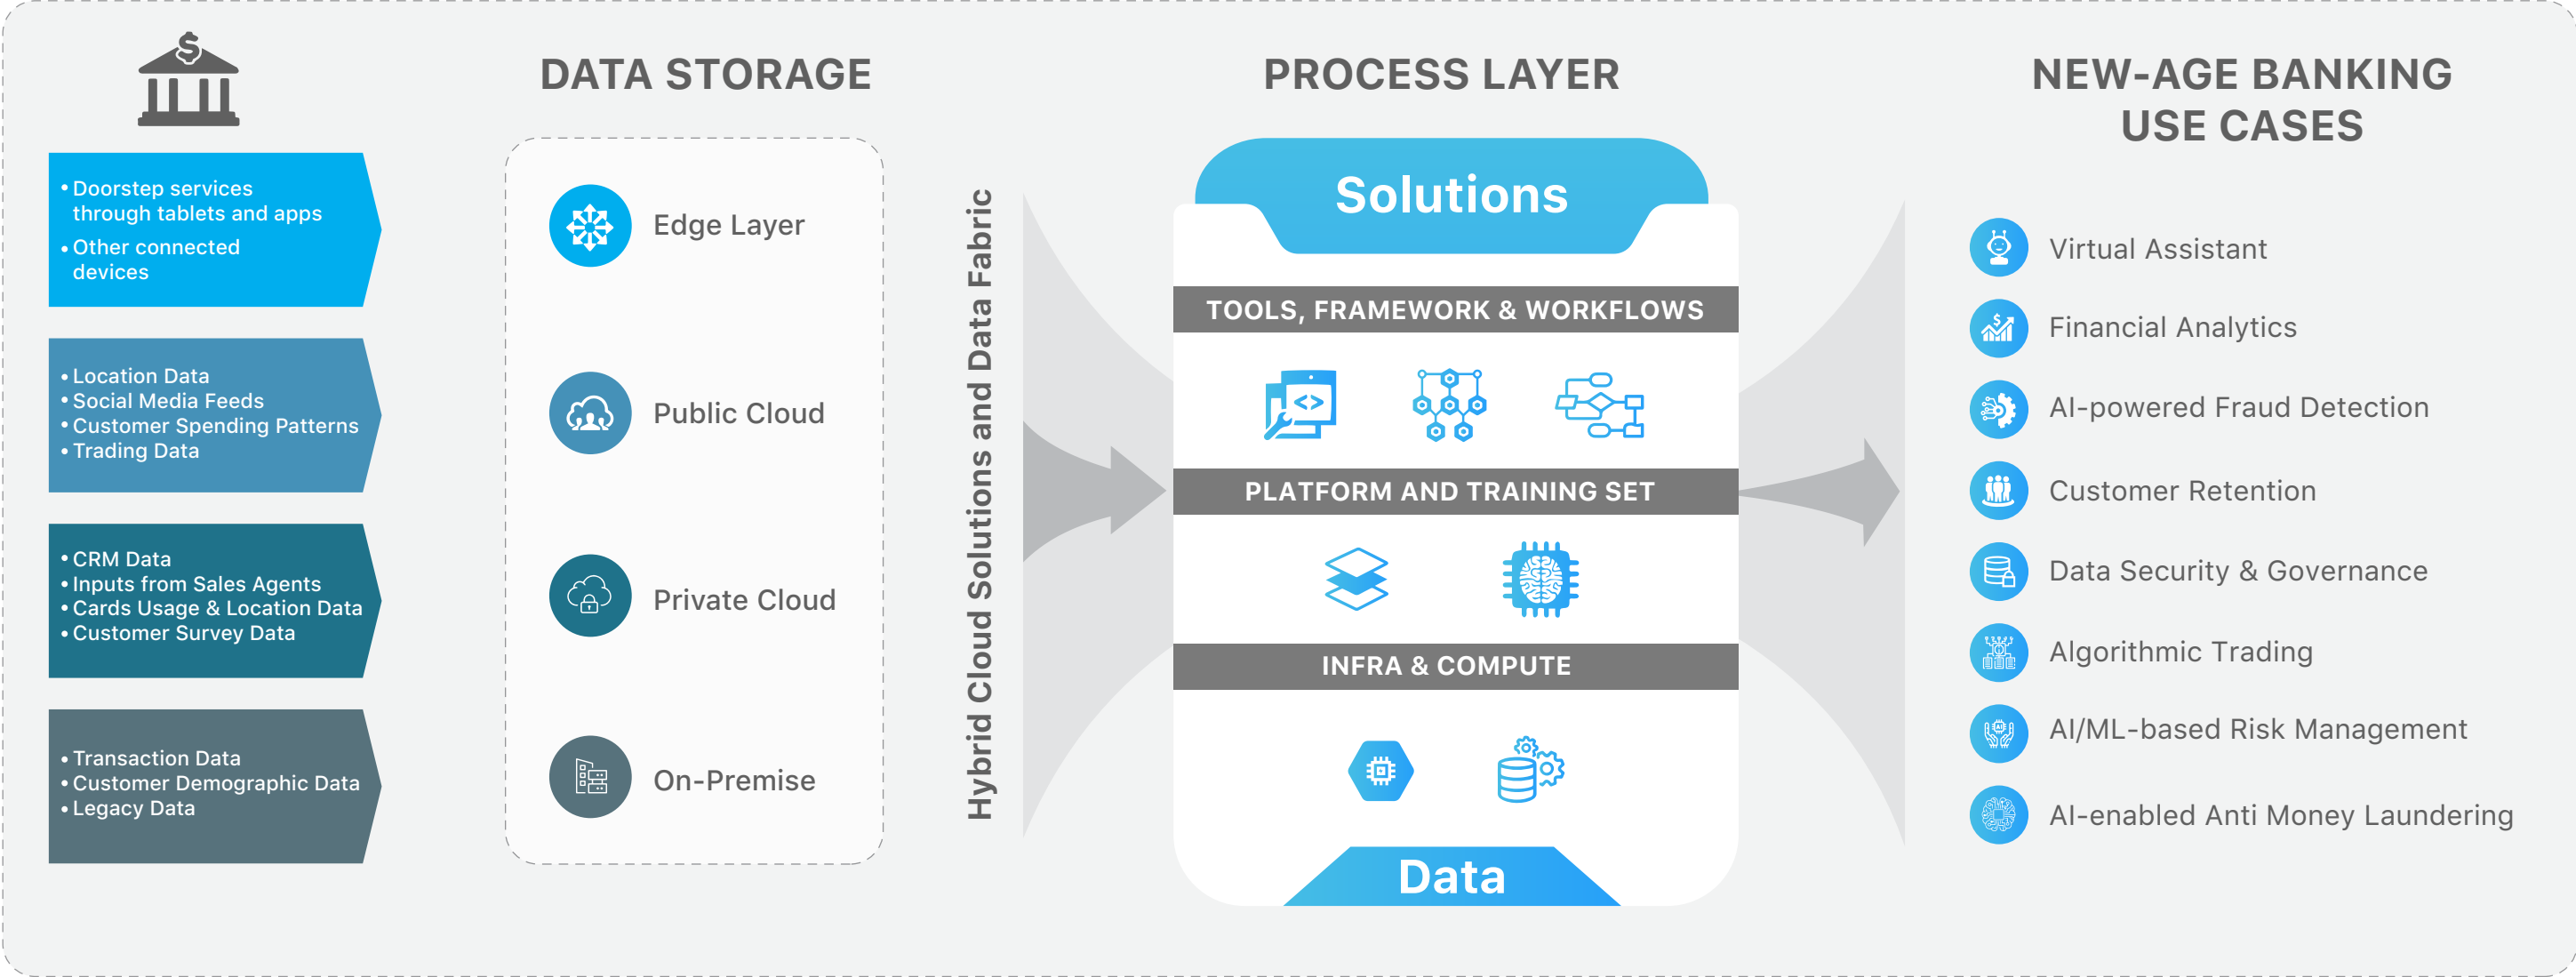 DATA STORAGE
PROCESS LAYER
NEW-AGE BANKING
USE CASES
• Doorstep services
through tablets and apps
• Other connected
devices
• Location Data
• Social Media Feeds
• Customer Spending Patterns
• Trading Data
• CRM Data
• Inputs from Sales Agents
• Cards Usage & Location Data
• Customer Survey Data
• Transaction Data
• Customer Demographic Data
• Legacy Data
Edge Layer
Public Cloud
Private Cloud
On-Premise
Hybrid Cloud Solutions and Data Fabric
Solutions
TOOLS, FRAMEWORK & WORKFLOWS
PLATFORM AND TRAINING SET
INFRA & COMPUTE
Data
Virtual Assistant
Financial Analytics
AI-powered Fraud Detection
Customer Retention
Data Security & Governance
Algorithmic Trading
AI/ML-based Risk Management
AI-enabled Anti Money Laundering